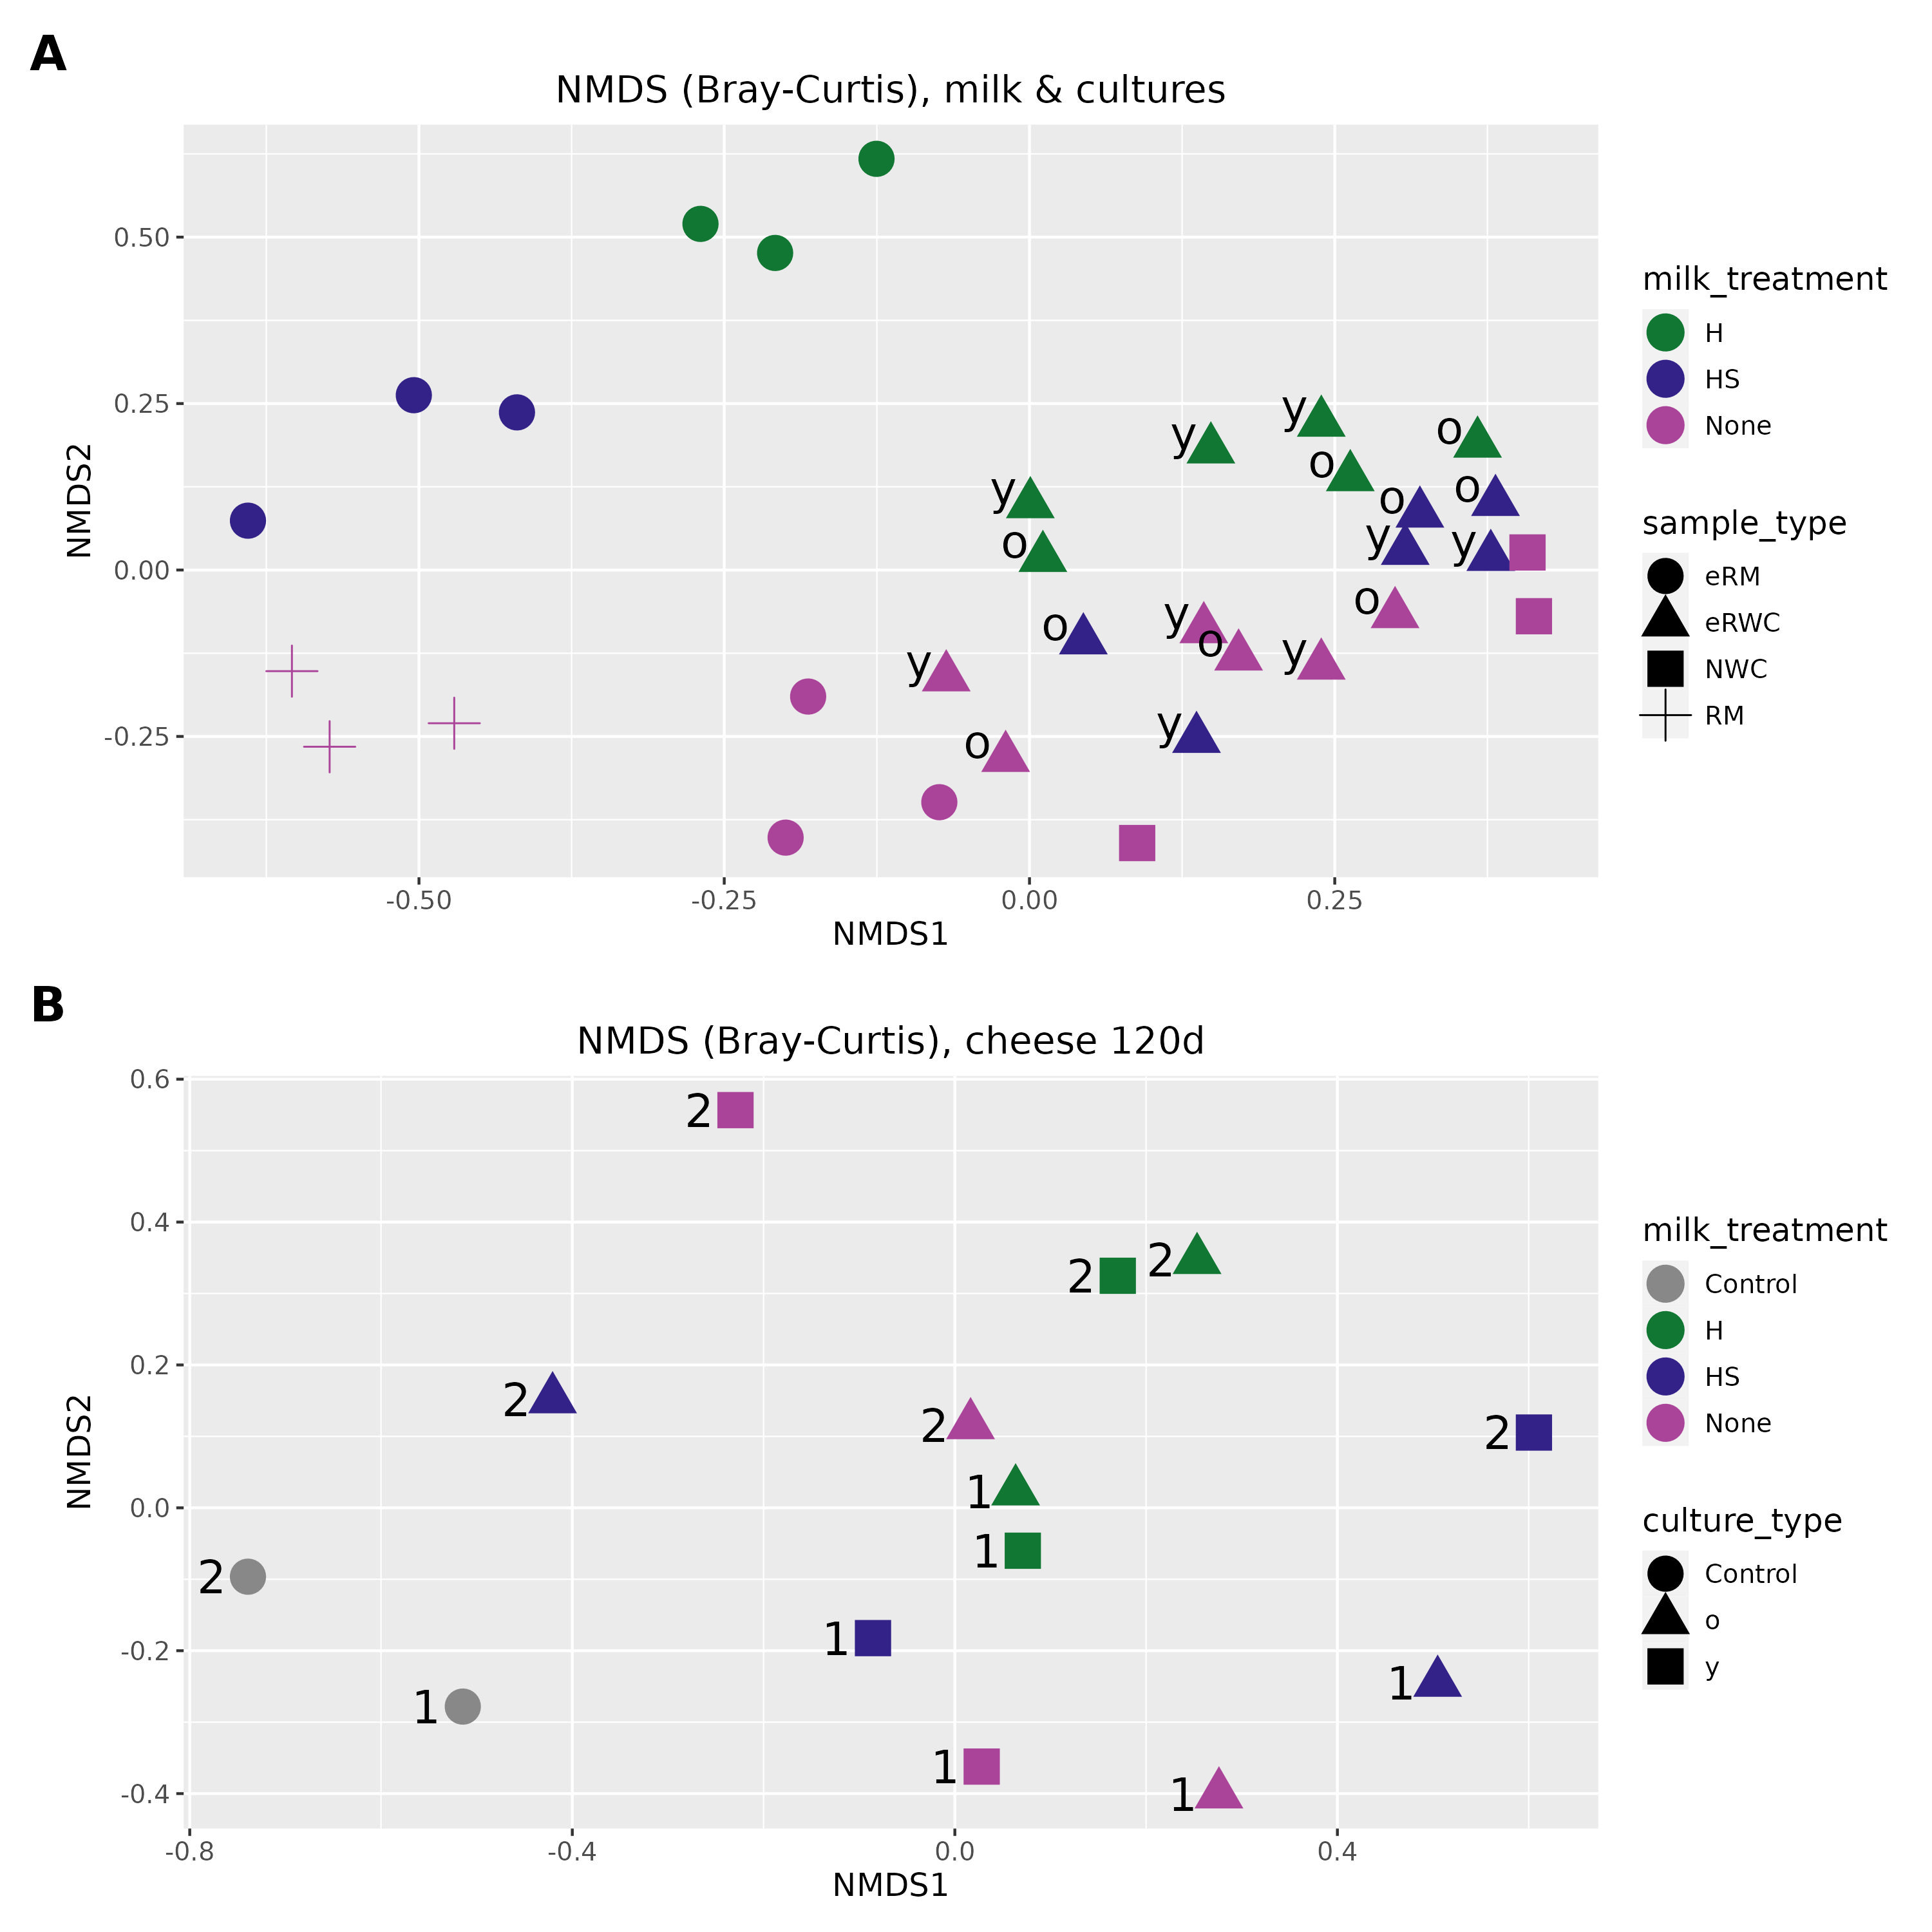 A
NMDS (Bray-Curtis), milk & cultures
0.50
0.25
0.00
-0.25
NMDS2
y
y
o
o
y
o
o
o
y
y
o
y
o
y
o
y
o
y
o
-0.50
-0.25
0.00
0.25
NMDS1
milk_treatment
H
HS
None
sample_type
eRM
eRWC
NWC
RM
B
NMDS (Bray-Curtis), cheese 120d
0.6
0.4
0.2
0.0
-0.2
-0.4
NMDS2
2
2
2
2
2
2
1
1
2
1
1
1
1
1
-0.8
-0.4
0.0
0.4
NMDS1
milk_treatment
Control
H
HS
None
culture_type
Control
o
y